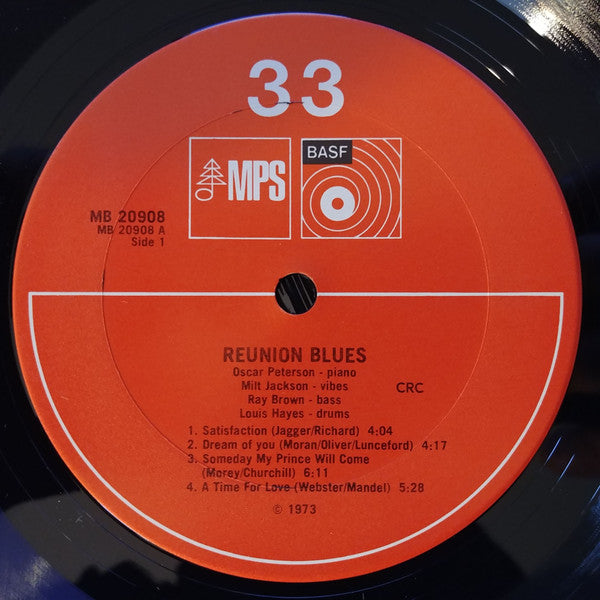 33
MPS
BASF
MB 20908
MB 20908 A
Side 1
REUNION BLUES
Oscar Peterson - piano
Milt Jackson - vibes
Ray Brown - bass
Louis Hayes - drums
CRC
1. Satisfaction (Jagger/Richard) 4:04
2. Dream of you (Moran/Oliver/Lunceford) 4:17
3. Someday My Prince Will Come
(Morey/Churchill) 6:11
4. A Time For Love (Webster/Mandel) 5:28
© 1973